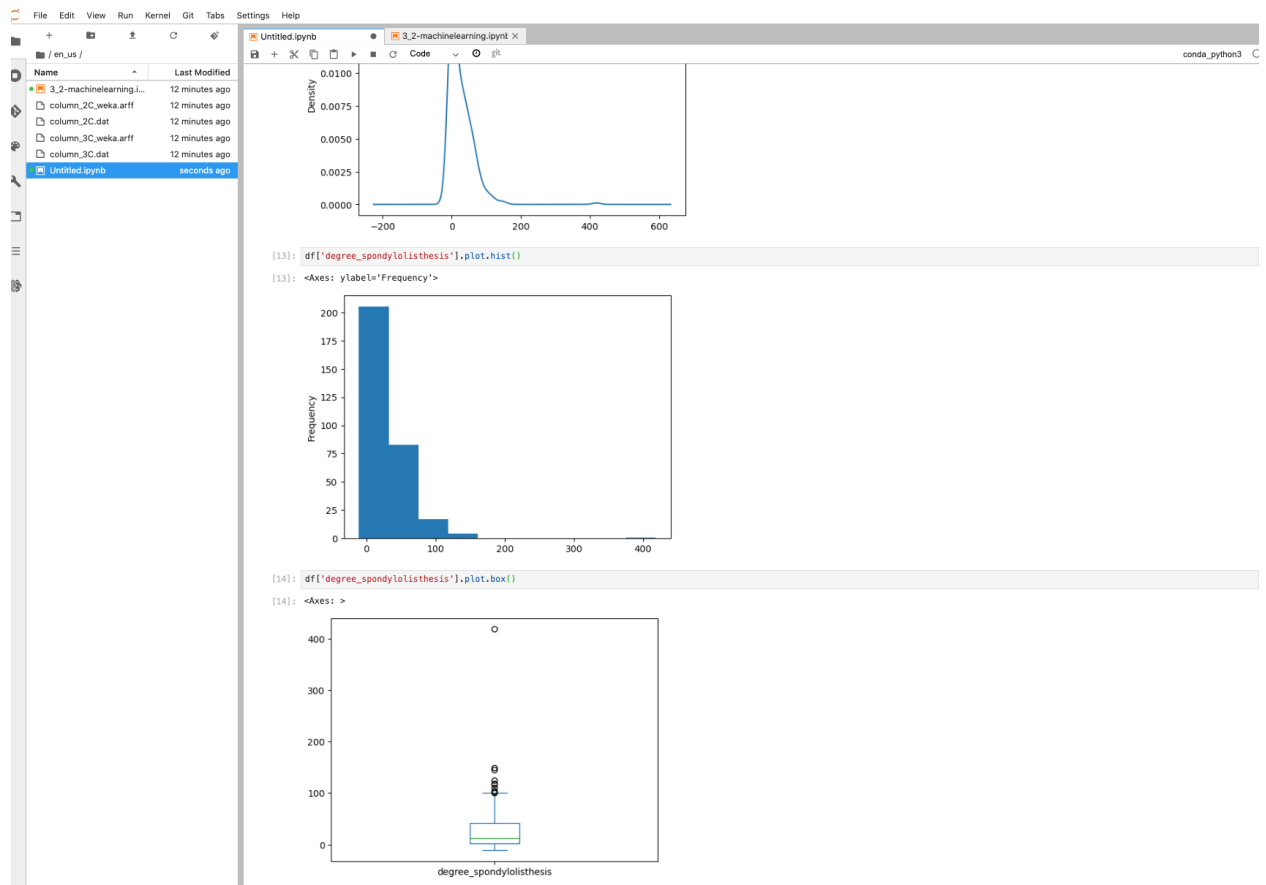 File Edit View Run Kernel Git Tabs Settings Help
/ en_us /
Name Last Modified
3_2-machinelearning.i... 12 minutes ago
column_2C_weka.arff 12 minutes ago
column_2C.dat 12 minutes ago
column_3C_weka.arff 12 minutes ago
column_3C.dat 12 minutes ago
Untitled.ipynb seconds ago
Untitled.ipynb 3_2-machinelearning.ipynb
Code git conda_python3
0.0100
0.0075
0.0050
0.0025
0.0000
Density
−200 0 200 400 600
[13]: df['degree_spondylolisthesis'].plot.hist()
[13]: <Axes: ylabel='Frequency'>
200
175
150
125
100
75
50
25
0
Frequency
0 100 200 300 400
[14]: df['degree_spondylolisthesis'].plot.box()
[14]: <Axes: >
400
300
200
100
0
degree_spondylolisthesis